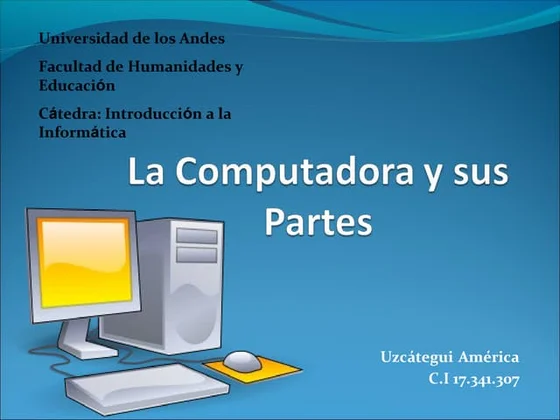 Universidad de los Andes
Facultad de Humanidades y
Educación
Cátedra: Introducción a la
Informática
La Computadora y sus
Partes
Uzcátegui América
C.I 17.341.307